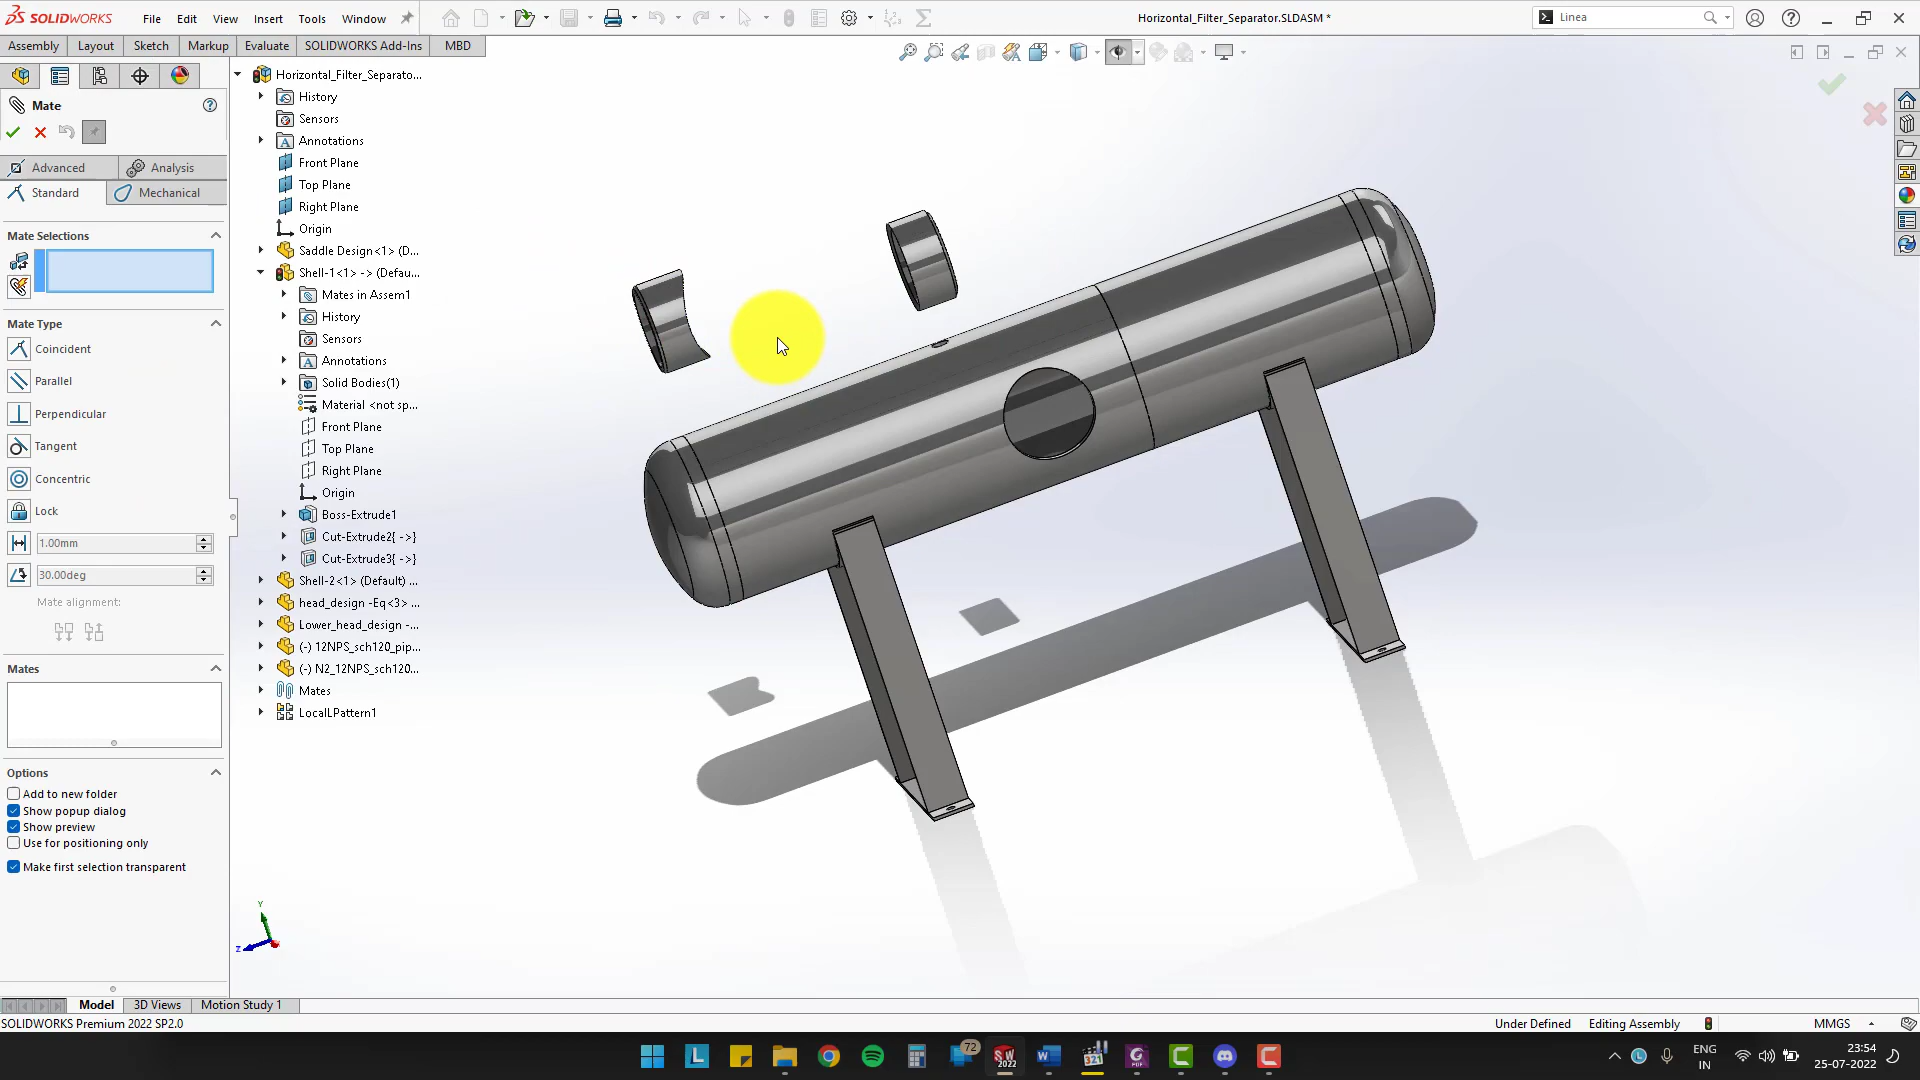 SOLIDWORKS File Edit View Insert Tools Window Horizontal_Filter_Separator.SLDASM * Linea
Assembly Layout Sketch Markup Evaluate SOLIDWORKS Add-Ins MBD
Mate
Advanced Analysis
Standard Mechanical
Mate Selections
Mate Type
Coincident
Parallel
Perpendicular
Tangent
Concentric
Lock
1.00mm
30.00deg
Mate alignment:
Mates
Options
Add to new folder
Show popup dialog
Show preview
Use for positioning only
Make first selection transparent
Horizontal_Filter_Separato...
History
Sensors
Annotations
Front Plane
Top Plane
Right Plane
Origin
Saddle Design<1> (D...
Shell-1<1> -> (Defau...
Mates in Assem1
History
Sensors
Annotations
Solid Bodies(1)
Material <not sp...
Front Plane
Top Plane
Right Plane
Origin
Boss-Extrude1
Cut-Extrude2{ ->}
Cut-Extrude3{ ->}
Shell-2<1> (Default) ...
head_design -Eq<3> ...
Lower_head_design -...
(-) 12NPS_sch120_pip...
(-) N2_12NPS_sch120...
Mates
LocalLPattern1
Y
Z
Model 3D Views Motion Study 1
SOLIDWORKS Premium 2022 SP2.0 Under Defined Editing Assembly MMGS
L SW 2022 W 321 PDF C C 72
ENG
IN
23:54
25-07-2022